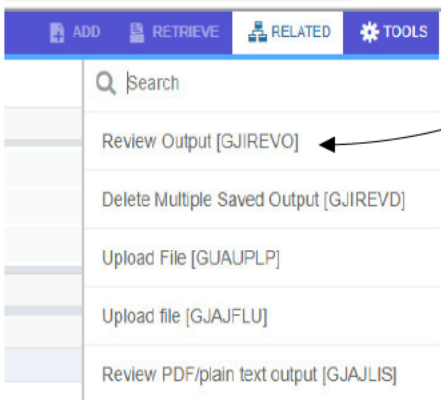 ADD RETRIEVE RELATED TOOLS
Search
Review Output [GJIREVO]
Delete Multiple Saved Output [GJIREVD]
Upload File [GUAUPLP]
Upload file [GJAJFLU]
Review PDF/plain text output [GJAJLIS]